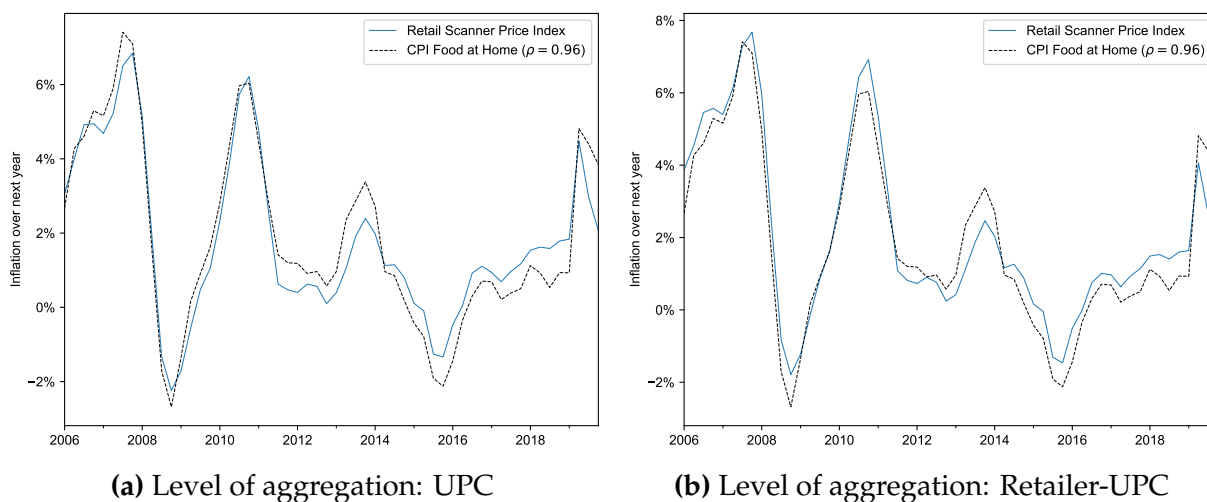 Retail Scanner Price Index
CPI Food at Home (ρ = 0.96)
Inflation over next year
6%
4%
2%
0%
−2%
2006 2008 2010 2012 2014 2016 2018
(a) Level of aggregation: UPC
Retail Scanner Price Index
CPI Food at Home (ρ = 0.96)
Inflation over next year
8%
6%
4%
2%
0%
−2%
2006 2008 2010 2012 2014 2016 2018
(b) Level of aggregation: Retailer-UPC